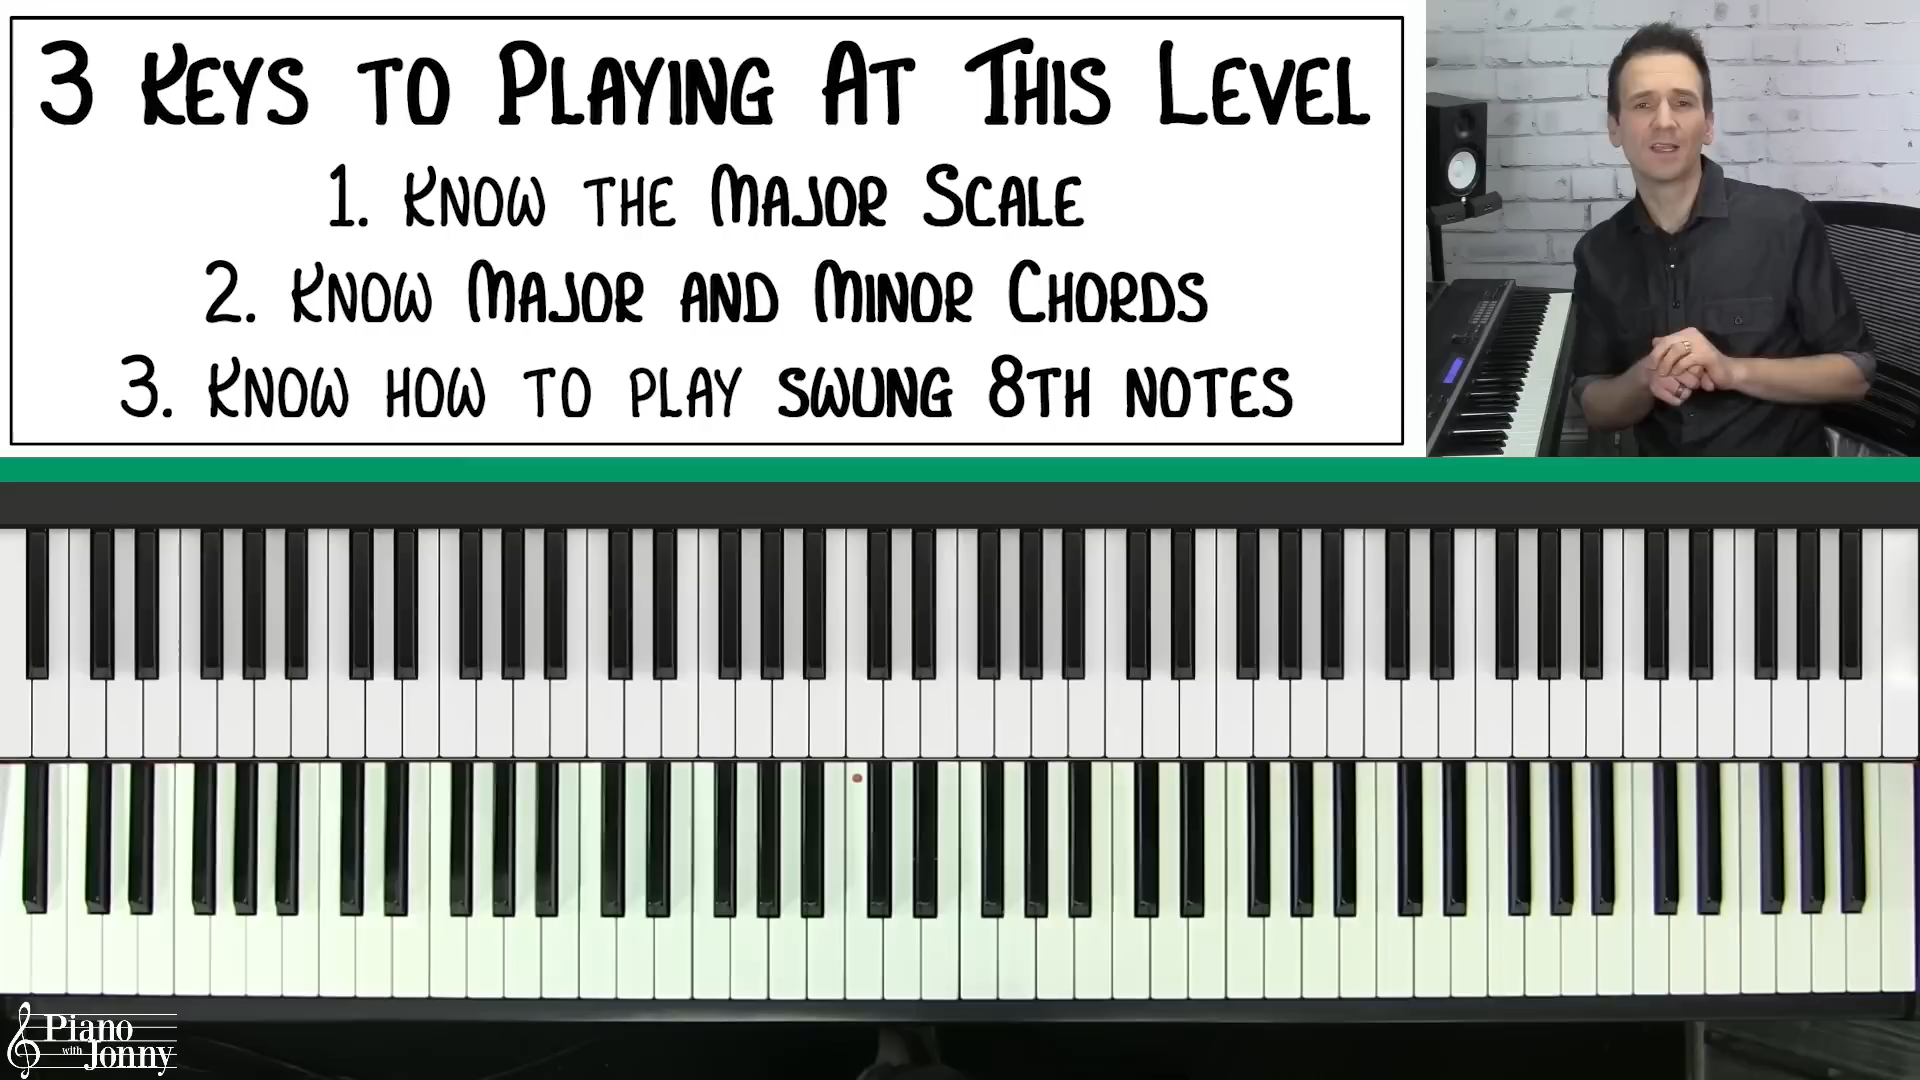 3 Keys to Playing At This Level
1. Know the Major Scale
2. Know Major and Minor Chords
3. Know how to play swung 8th notes
Piano
with Jonny